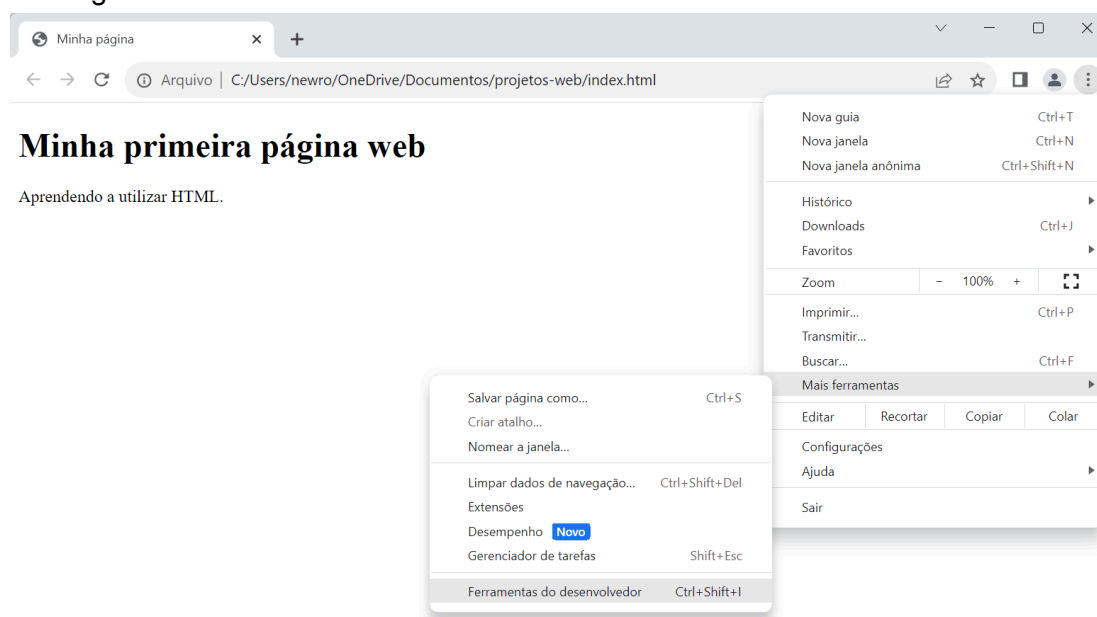 Minha página
Arquivo | C:/Users/newro/OneDrive/Documentos/projetos-web/index.html
Minha primeira página web
Aprendendo a utilizar HTML.
Nova guia Ctrl+T
Nova janela Ctrl+N
Nova janela anônima Ctrl+Shift+N
Histórico
Downloads Ctrl+J
Favoritos
Zoom - 100% +
Imprimir... Ctrl+P
Transmitir...
Buscar... Ctrl+F
Mais ferramentas
Editar Recortar Copiar Colar
Configurações
Ajuda
Sair
Salvar página como... Ctrl+S
Criar atalho...
Nomear a janela...
Limpar dados de navegação... Ctrl+Shift+Del
Extensões
Desempenho Novo
Gerenciador de tarefas Shift+Esc
Ferramentas do desenvolvedor Ctrl+Shift+I